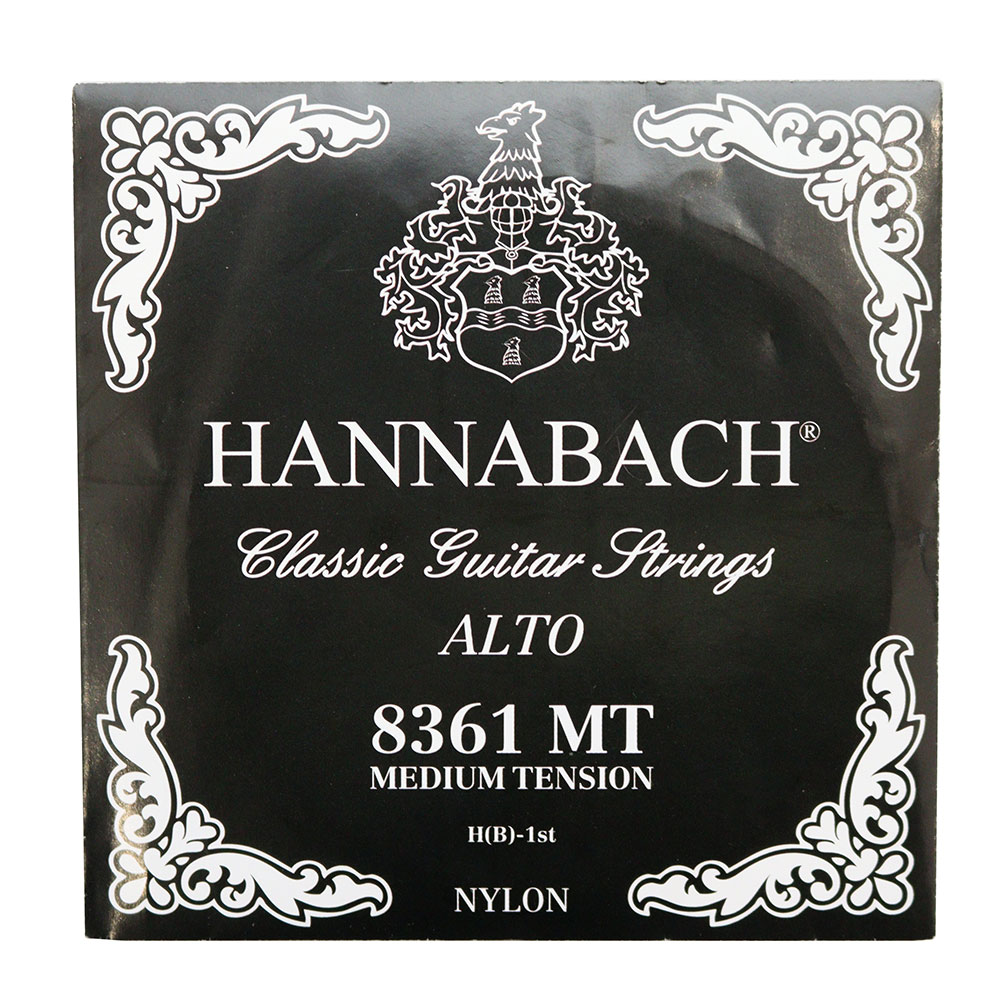 HANNABACH®
Classic Guitar Strings
ALTO
8361 MT
MEDIUM TENSION
H(B)-1st
NYLON